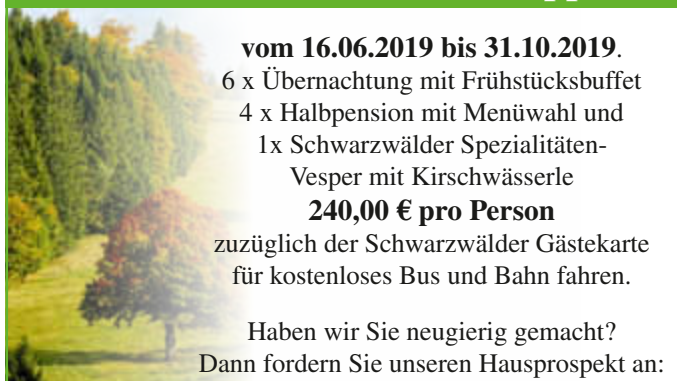 vom 16.06.2019 bis 31.10.2019.
6 x Übernachtung mit Frühstücksbuffet
4 x Halbpension mit Menüwahl und
1x Schwarzwälder Spezialitäten-
Vesper mit Kirschwässerle
240,00 € pro Person
zuzüglich der Schwarzwälder Gästekarte
für kostenloses Bus und Bahn fahren.
Haben wir Sie neugierig gemacht?
Dann fordern Sie unseren Hausprospekt an: